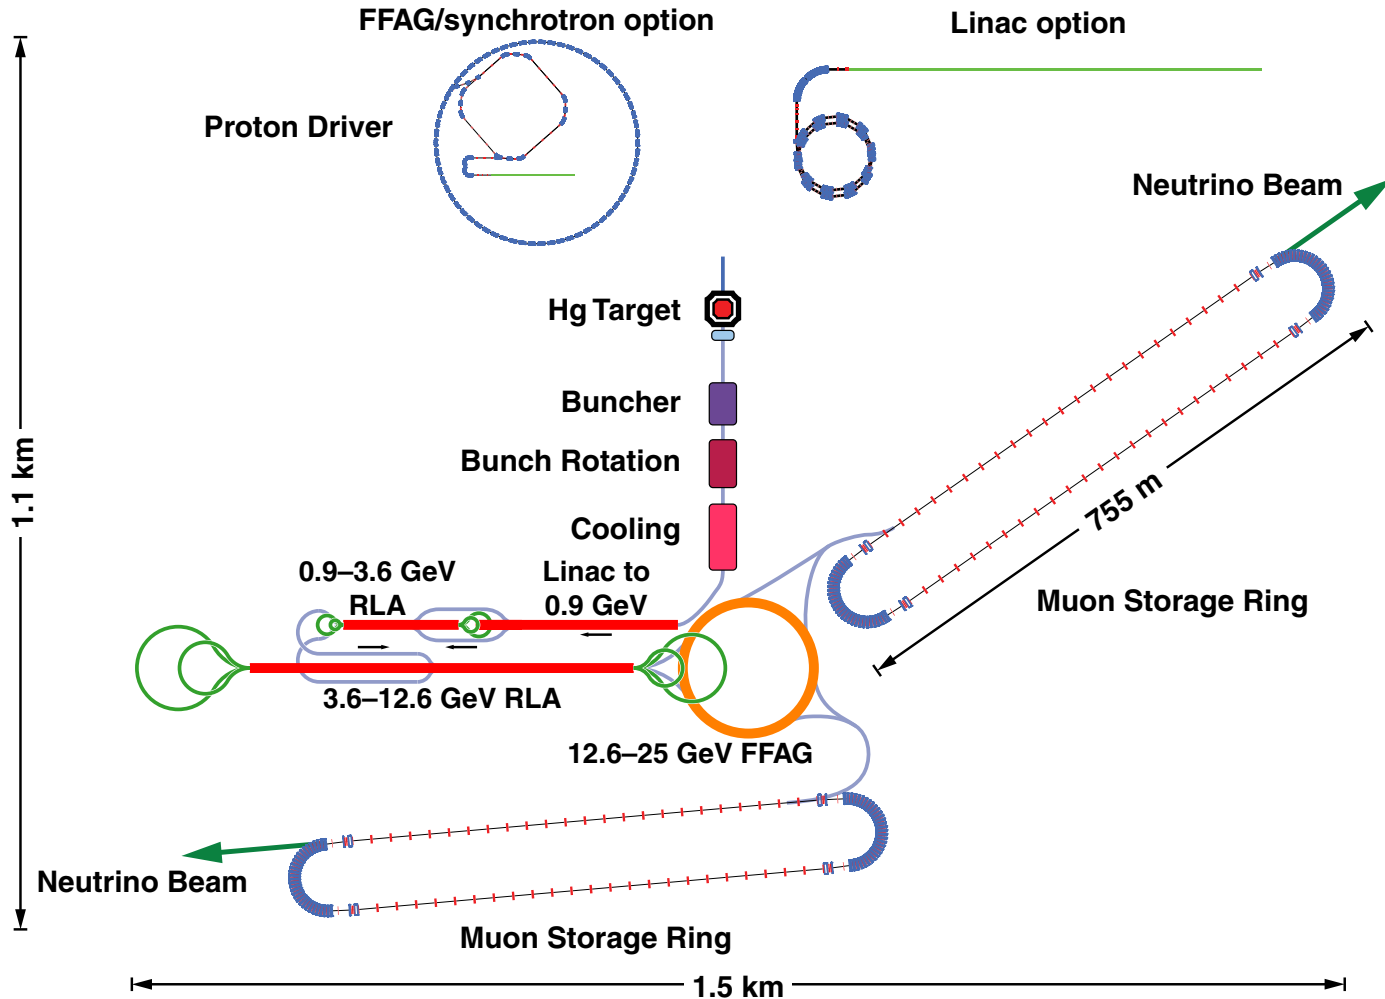 FFAG/synchrotron option
Linac option
Proton Driver
Neutrino Beam
Hg Target
Buncher
Bunch Rotation
Cooling
1.1 km
755 m
0.9–3.6 GeV
RLA
Linac to
0.9 GeV
Muon Storage Ring
3.6–12.6 GeV RLA
12.6–25 GeV FFAG
Neutrino Beam
Muon Storage Ring
1.5 km